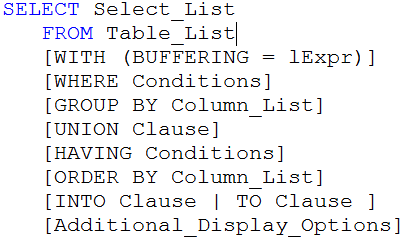 SELECT Select_List
FROM Table_List
[WITH (BUFFERING = lExpr)]
[WHERE Conditions]
[GROUP BY Column_List]
[UNION Clause]
[HAVING Conditions]
[ORDER BY Column_List]
[INTO Clause | TO Clause ]
[Additional_Display_Options]